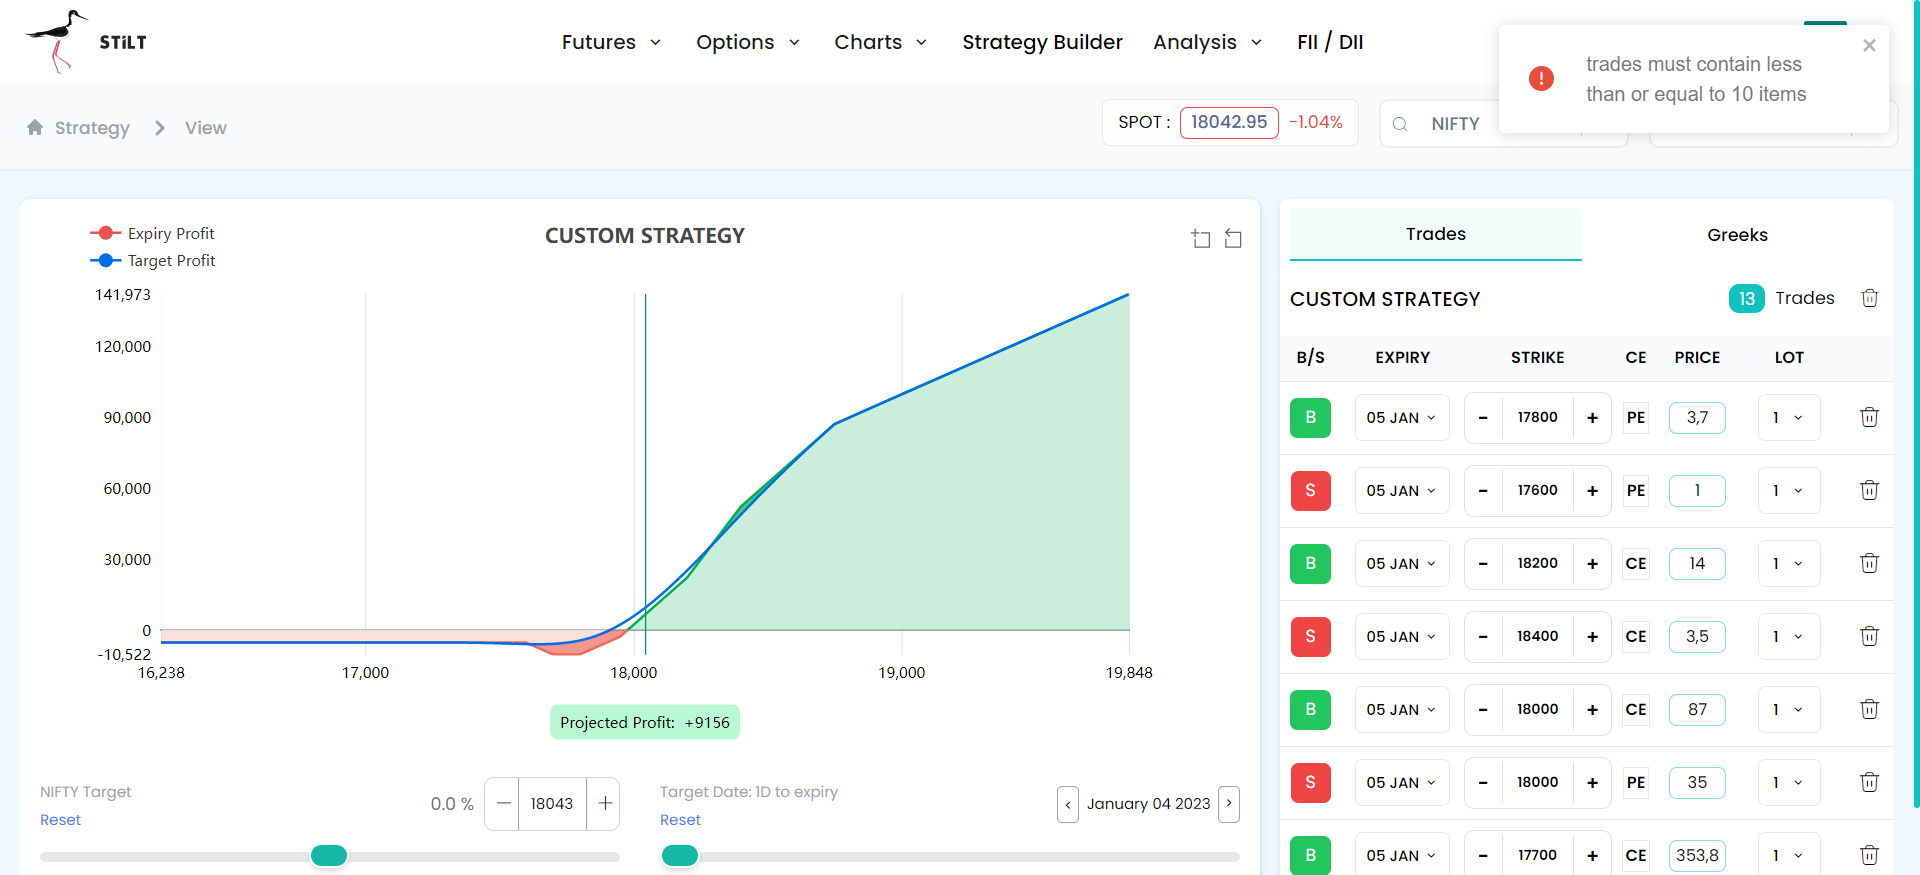 STiLT
Futures
Options
Charts
Strategy Builder
Analysis
FII / DII
trades must contain less
than or equal to 10 items
Strategy
View
SPOT :
18042.95
-1.04%
NIFTY
Expiry Profit
Target Profit
CUSTOM STRATEGY
141,973
120,000
90,000
60,000
30,000
0
-10,522
16,238
17,000
18,000
19,000
19,848
Projected Profit: +9156
NIFTY Target
Reset
0.0 %
18043
Target Date: 1D to expiry
Reset
January 04 2023
Trades
Greeks
CUSTOM STRATEGY
13 Trades
B/S EXPIRY STRIKE CE PRICE LOT
B 05 JAN - 17800 + PE 3,7 1
S 05 JAN - 17600 + PE 1 1
B 05 JAN - 18200 + CE 14 1
S 05 JAN - 18400 + CE 3,5 1
B 05 JAN - 18000 + CE 87 1
S 05 JAN - 18000 + PE 35 1
B 05 JAN - 17700 + CE 353,8 1